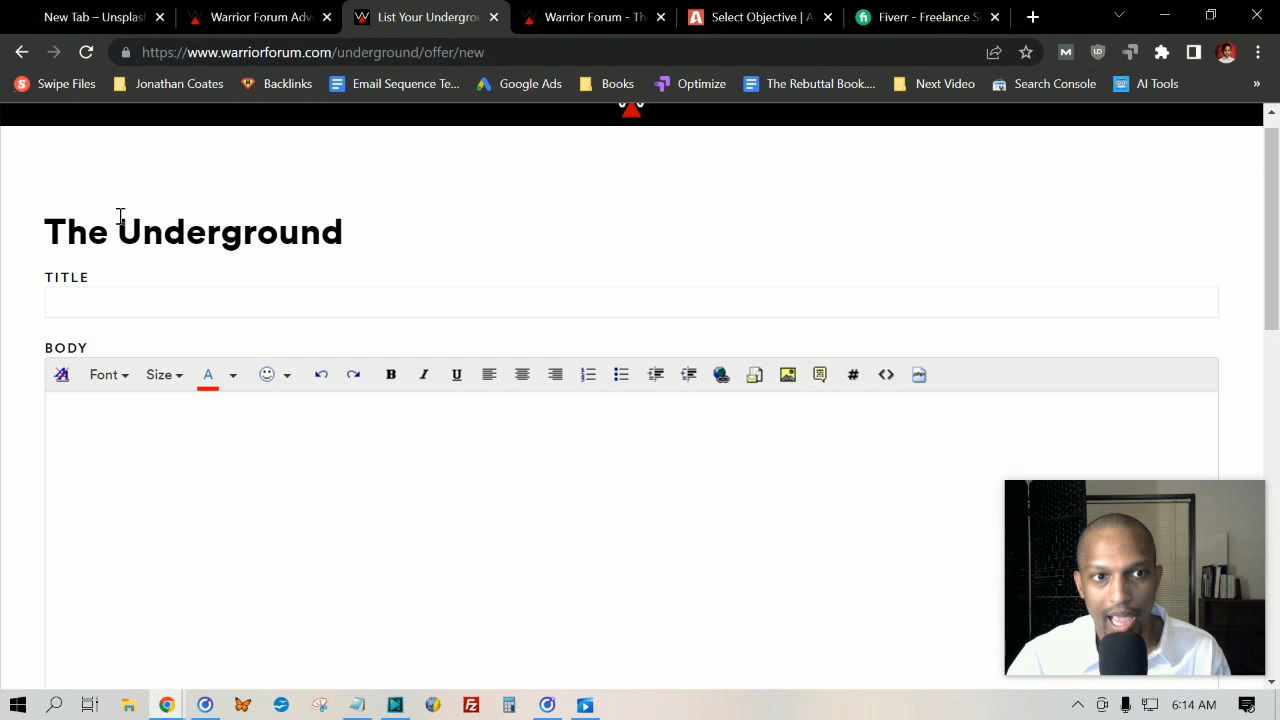 New Tab – Unsplas
Warrior Forum Adve
List Your Undergrou
Warrior Forum - Th
Select Objective | A
Fiverr - Freelance S
https://www.warriorforum.com/underground/offer/new
Swipe Files
Jonathan Coates
Backlinks
Email Sequence Te...
Google Ads
Books
Optimize
The Rebuttal Book...
Next Video
Search Console
AI Tools
»
The Underground
TITLE
BODY
Font
Size
A
B
I
U
#
6:14 AM